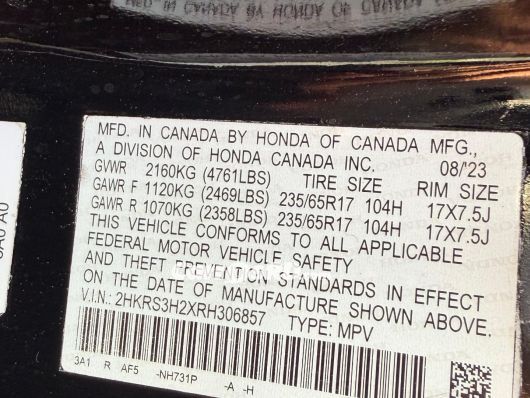 MFD. IN CANADA BY HONDA OF CANADA MFG.,
A DIVISION OF HONDA CANADA INC. 08/23
GVWR 2160KG (4761LBS) TIRE SIZE RIM SIZE
GAWR F 1120KG (2469LBS) 235/65R17 104H 17X7.5J
GAWR R 1070KG (2358LBS) 235/65R17 104H 17X7.5J
THIS VEHICLE CONFORMS TO ALL APPLICABLE
FEDERAL MOTOR VEHICLE SAFETY
AND THEFT PREVENTION STANDARDS IN EFFECT
ON THE DATE OF MANUFACTURE SHOWN ABOVE.
V.I.N.: 2HKRS3H2XRH306857 TYPE: MPV
3A1 R AF5 -NH731P -A -H